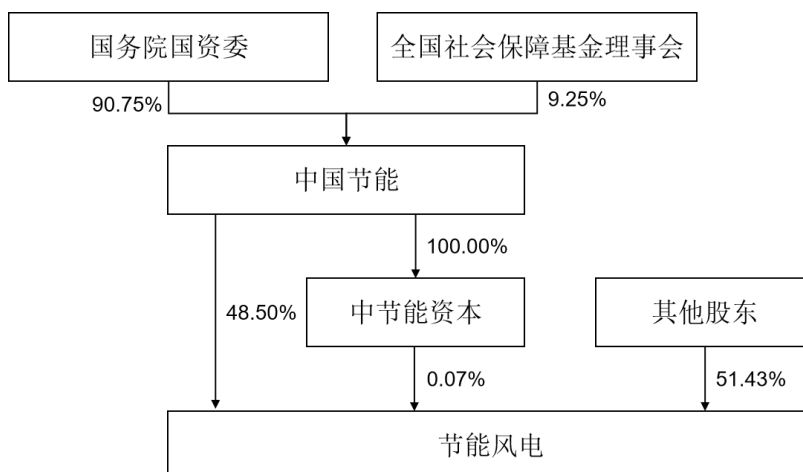 国务院国资委
全国社会保障基金理事会
90.75%
9.25%
中国节能
100.00%
48.50%
中节能资本
其他股东
0.07%
51.43%
节能风电